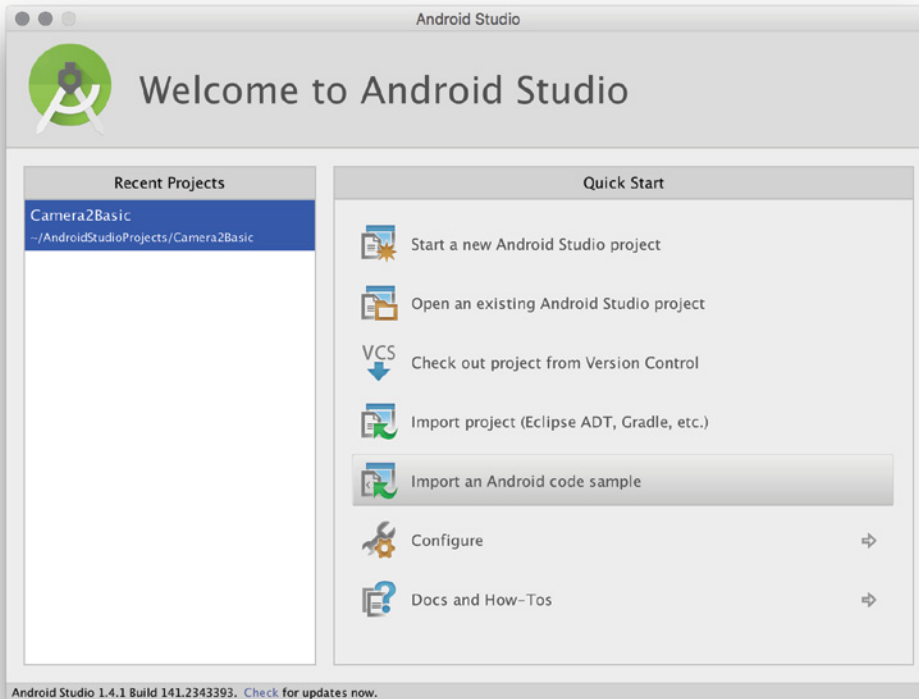 Android Studio
Welcome to Android Studio
Recent Projects
Camera2Basic
~/AndroidStudioProjects/Camera2Basic
Quick Start
Start a new Android Studio project
Open an existing Android Studio project
VCS
Check out project from Version Control
Import project (Eclipse ADT, Gradle, etc.)
Import an Android code sample
Configure
Docs and How-Tos
Android Studio 1.4.1 Build 141.2343393. Check for updates now.